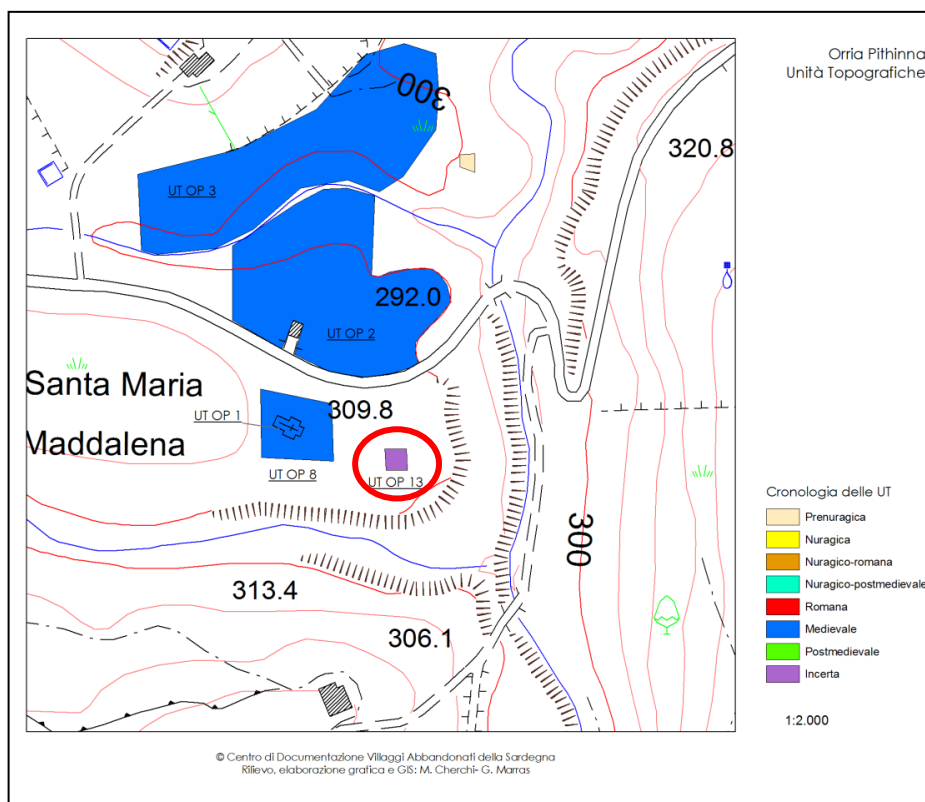 Orria Pithinna
Unità Topografiche
300
320.8
UT OP 3
292.0
UT OP 2
Santa Maria
Maddalena
309.8
UT OP 1
UT OP 8
UT OP 13
300
313.4
306.1
Cronologia delle UT
Prenuragica
Nuragica
Nuragico-romana
Nuragico-postmedievale
Romana
Medievale
Postmedievale
Incerta
1:2.000
© Centro di Documentazione Villaggi Abbandonati della Sardegna
Rilievo, elaborazione grafica e GIS: M. Cherchi- G. Marras